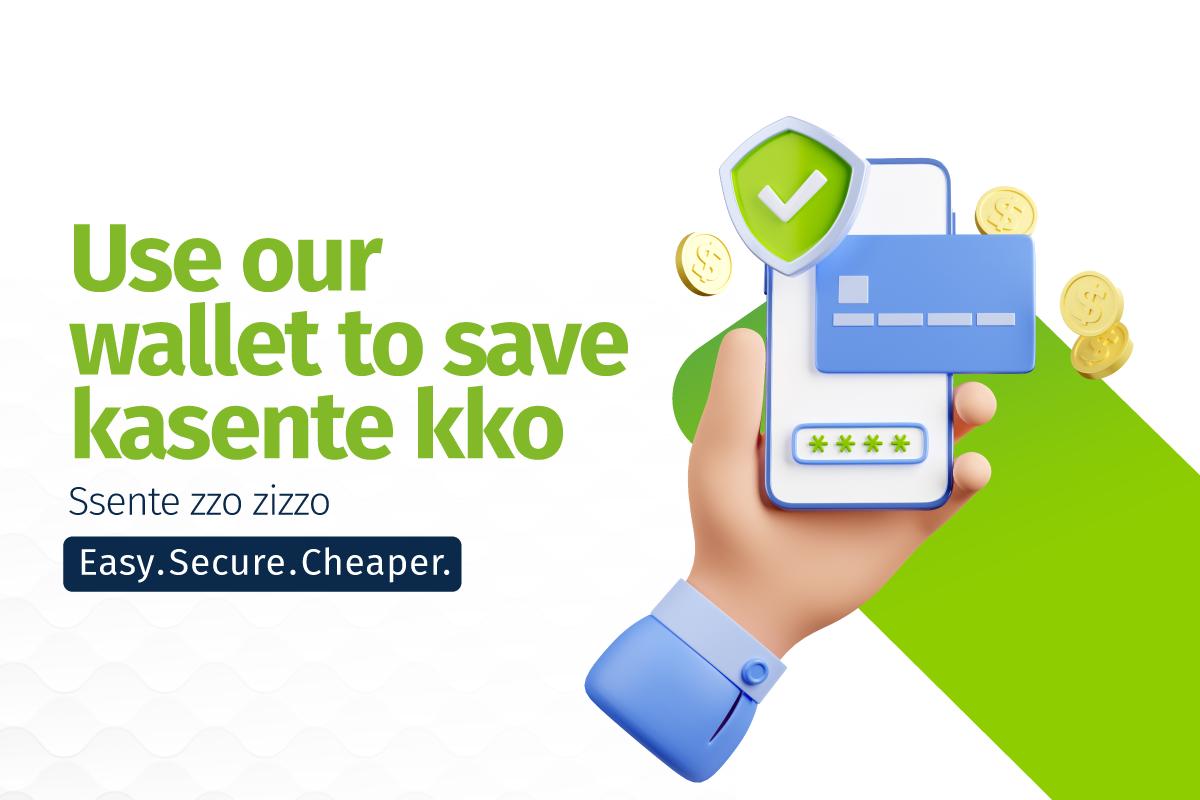 Use our
wallet to save
kasente kko
Ssente zzo zizzo
Easy.Secure.Cheaper.
****